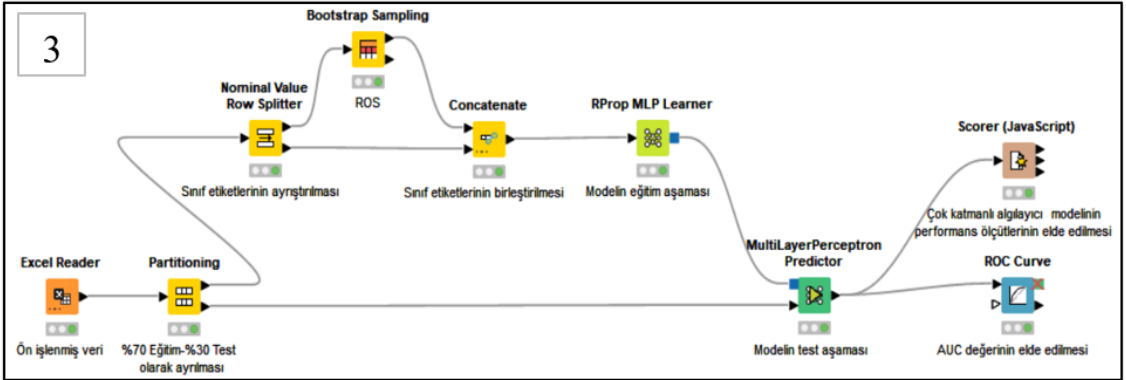 3
Bootstrap Sampling
ROS
Nominal Value
Row Splitter
Sınıf etiketlerinin ayrıştırılması
Concatenate
Sınıf etiketlerinin birleştirilmesi
RProp MLP Learner
Modelin eğitim aşaması
Scorer (JavaScript)
Çok katmanlı algılayıcı modelinin
performans ölçütlerinin elde edilmesi
Excel Reader
Ön işlenmiş veri
Partitioning
%70 Eğitim-%30 Test
olarak ayrılması
MultiLayerPerceptron
Predictor
Modelin test aşaması
ROC Curve
AUC değerinin elde edilmesi